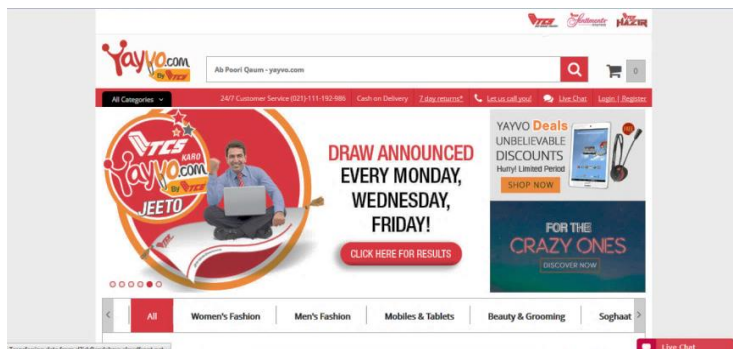 TCS Sentiments TCS HAZIR
Yayvo.com
By TCS
Ab Poori Qaum - yayvo.com
0
All Categories
24/7 Customer Service (021)-111-192-986 Cash on Delivery 7 day returns* Let us call you! Live Chat Login | Register
TCS
KARO
Yayvo.com
By TCS
JEETO
DRAW ANNOUNCED
EVERY MONDAY,
WEDNESDAY,
FRIDAY!
CLICK HERE FOR RESULTS
YAYVO Deals
UNBELIEVABLE
DISCOUNTS
Hurry! Limited Period
SHOP NOW
FOR THE
CRAZY ONES
DISCOVER NOW
All Women's Fashion Men's Fashion Mobiles & Tablets Beauty & Grooming Soghaat
Live Chat